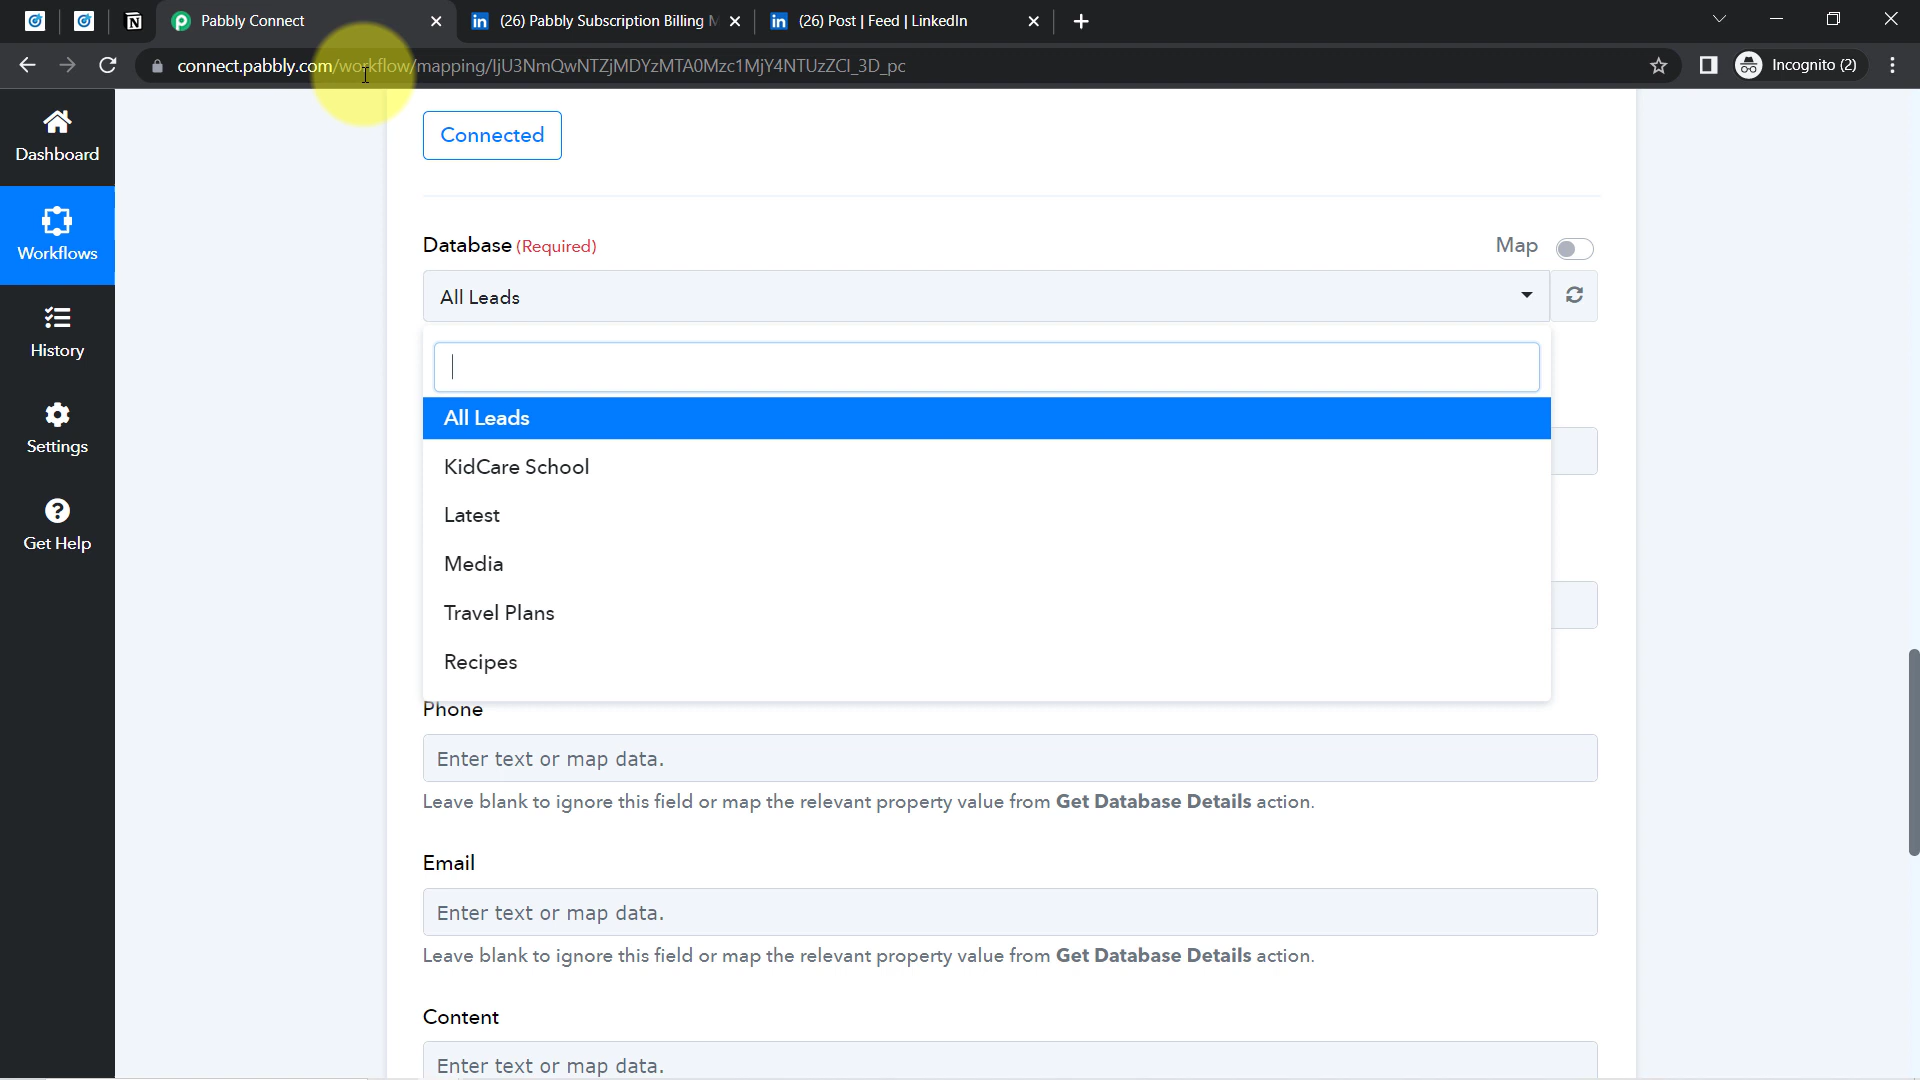 Pabbly Connect
(26) Pabbly Subscription Billing
(26) Post | Feed | LinkedIn
connect.pabbly.com/workflow/mapping/IjU3NmQwNTZjMDYzMTA0Mzc1MjY4NTUzZCI_3D_pc
Incognito (2)
Dashboard
Workflows
History
Settings
Get Help
Connected
Database (Required)
Map
All Leads
All Leads
KidCare School
Latest
Media
Travel Plans
Recipes
Phone
Enter text or map data.
Leave blank to ignore this field or map the relevant property value from Get Database Details action.
Email
Enter text or map data.
Leave blank to ignore this field or map the relevant property value from Get Database Details action.
Content
Enter text or map data.